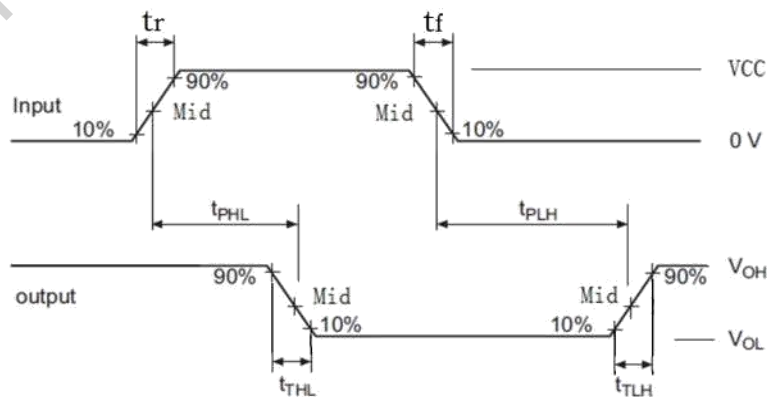 tr tf
90% 90% VCC
Input Mid Mid
10% 10% 0 V
tPHL tPLH
90% 90% VOH
output Mid Mid
10% 10% VOL
tTHL tTLH